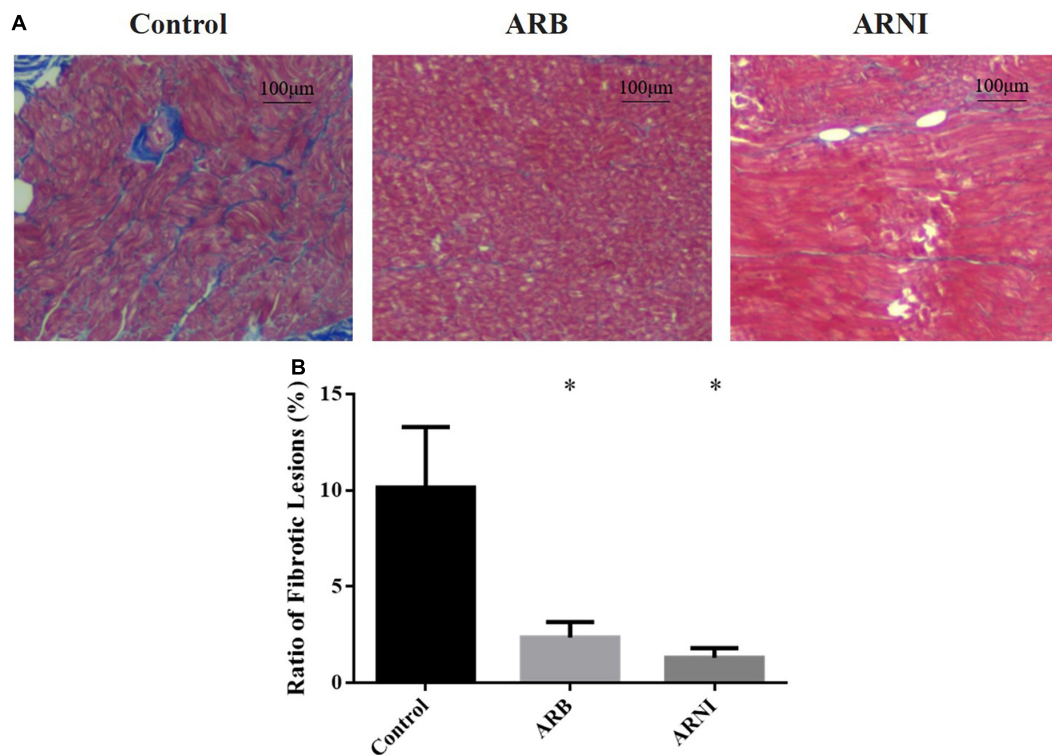 A
Control
ARB
ARNI
100μm
100μm
100μm
B
Ratio of Fibrotic Lesions (%)
15
10
5
0
*
*
Control
ARB
ARNI